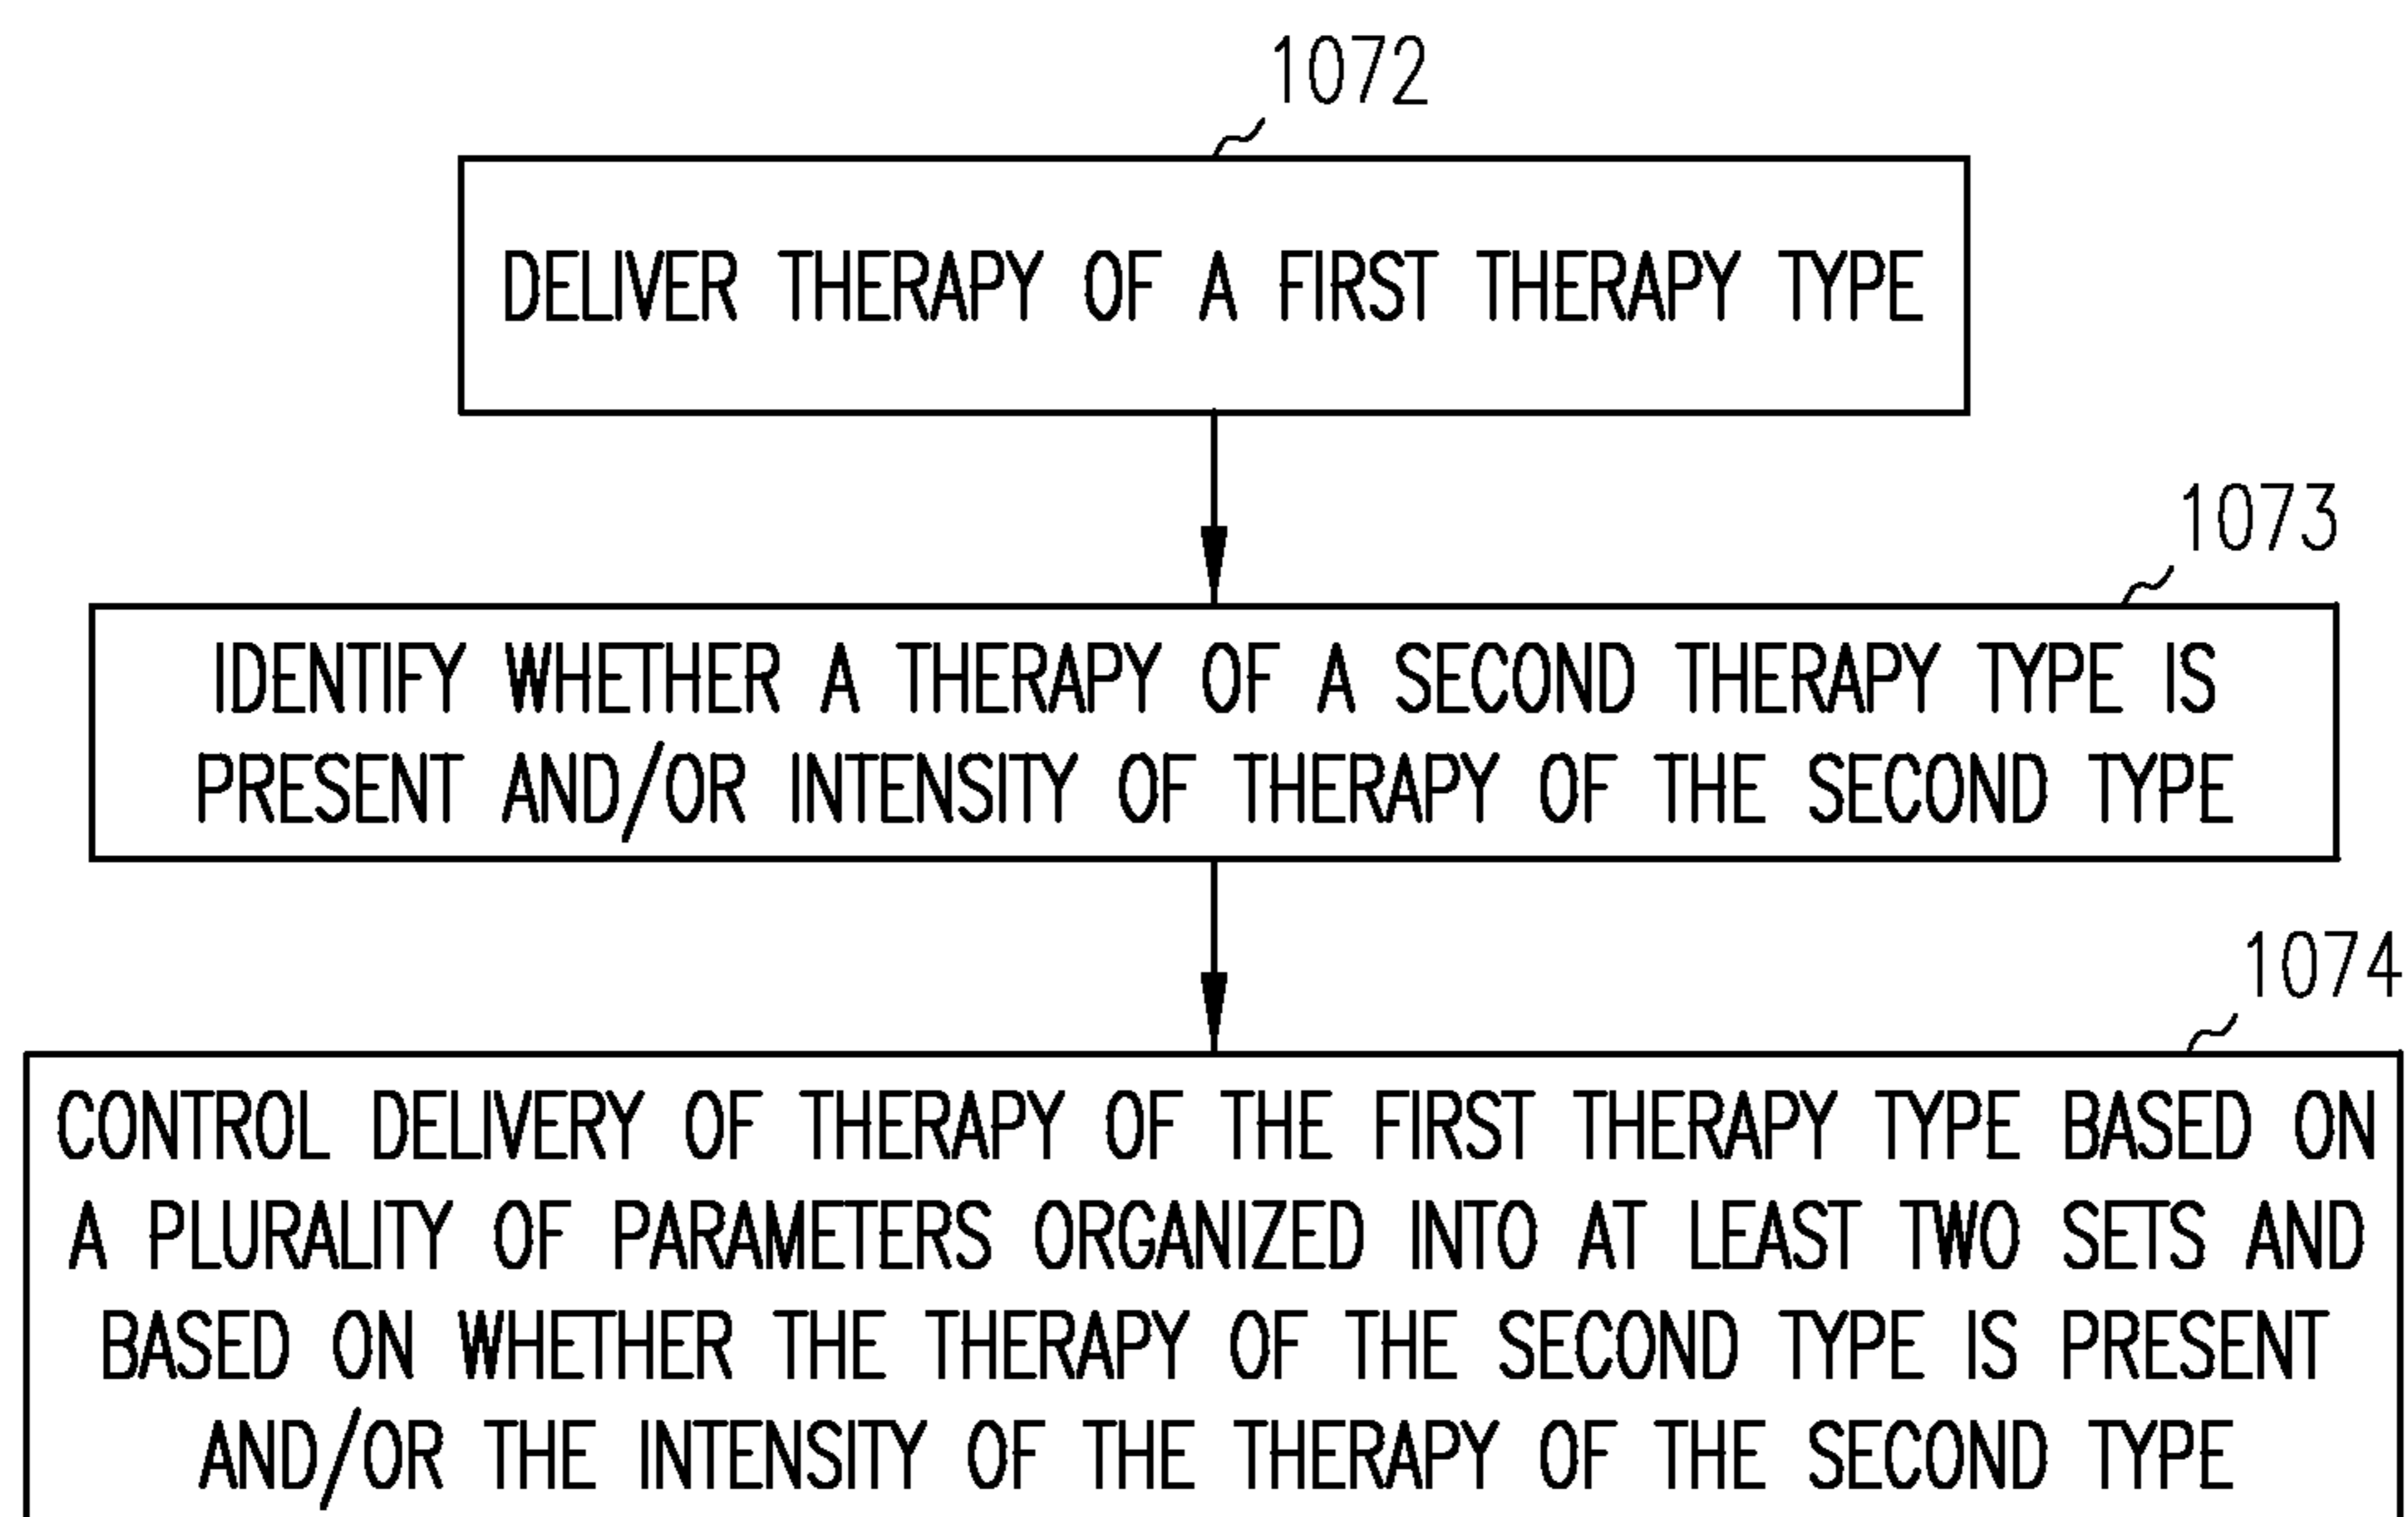 1072
DELIVER THERAPY OF A FIRST THERAPY TYPE
1073
IDENTIFY WHETHER A THERAPY OF A SECOND THERAPY TYPE IS
PRESENT AND/OR INTENSITY OF THERAPY OF THE SECOND TYPE
1074
CONTROL DELIVERY OF THERAPY OF THE FIRST THERAPY TYPE BASED ON
A PLURALITY OF PARAMETERS ORGANIZED INTO AT LEAST TWO SETS AND
BASED ON WHETHER THE THERAPY OF THE SECOND TYPE IS PRESENT
AND/OR THE INTENSITY OF THE THERAPY OF THE SECOND TYPE